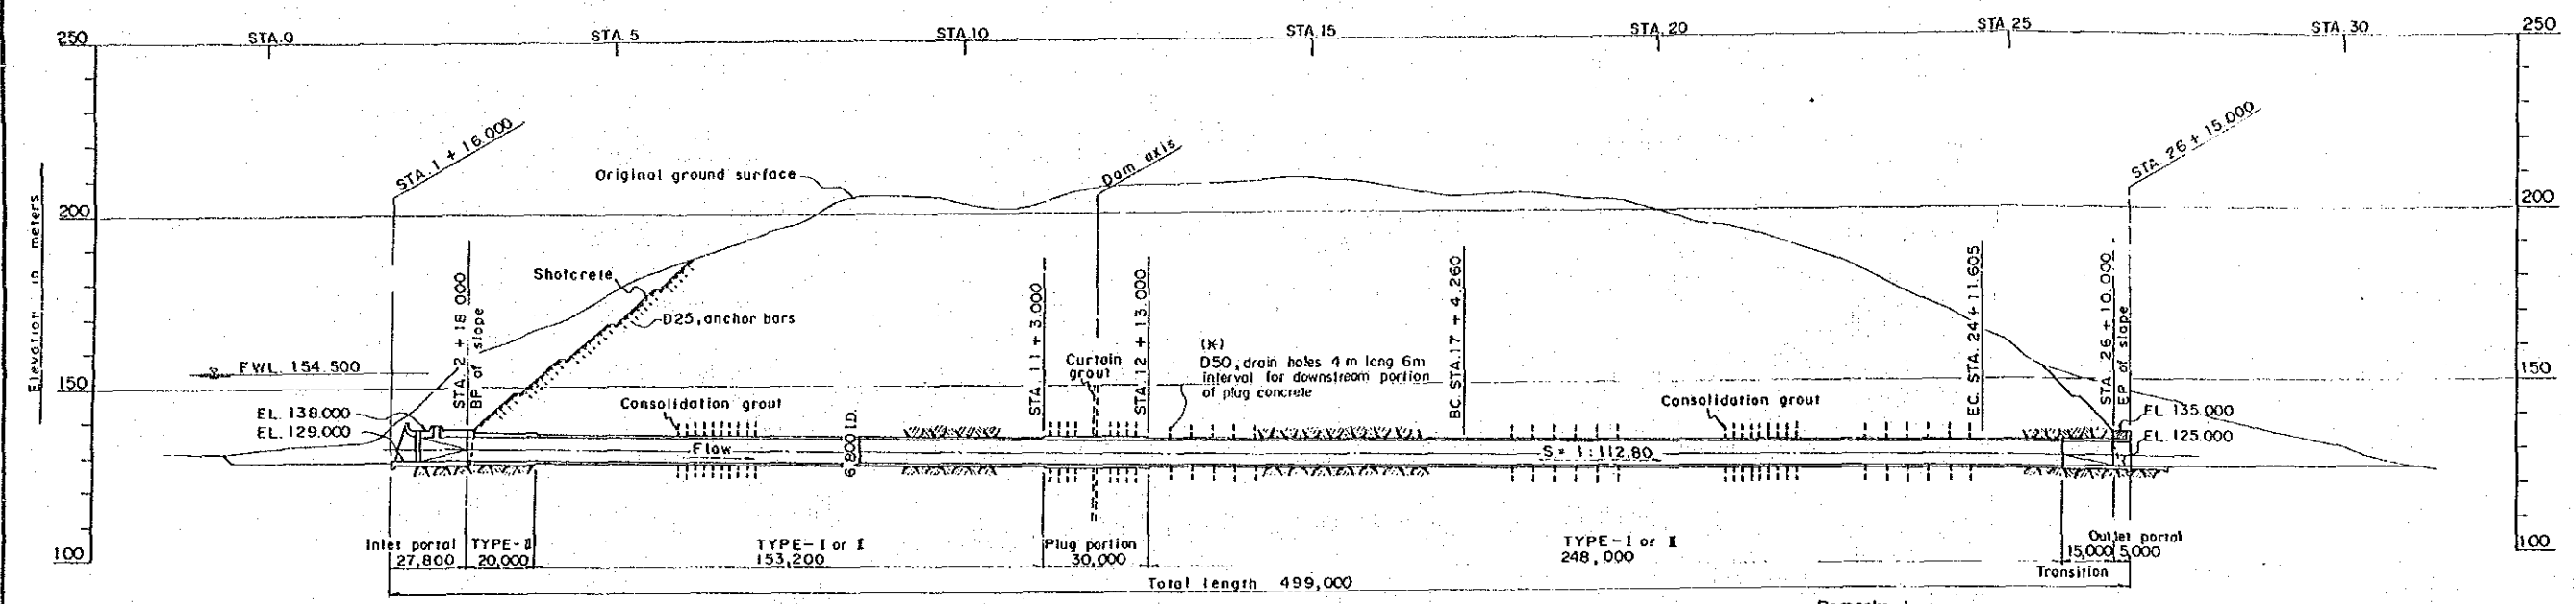 STA.0
STA. 5
STA.10
STA.15
STA. 20
STA 25
STA. 30
250
250
STA. 1 + 16.000
Original ground surface
Dam axis
STA. 26 + 15.000
200
200
Elevation in meters
Shotcrete
D25, anchor bars
STA. 2 + 18 000
BP of slope
STA. 11 + 3.000
Curtain
grout
STA. 12 + 13.000
(*)
D50, drain holes 4 m long 6m
interval for downstream portion
of plug concrete
BC. STA.17 + 4.260
EC. STA. 24 + 11.605
STA. 26 + 10.000
EP of slope
FWL. 154.500
150
150
EL. 138.000
EL. 129.000
Consolidation grout
Consolidation grout
EL. 135.000
EL. 125.000
Flow
6.800 I.D.
S= 1:112.80
Inlet portal
27,800
TYPE-II
20,000
TYPE-I or II
153,200
Plug portion
30,000
TYPE-I or II
248,000
Outlet portal
15,000 5,000
Transition
100
100
Total length 499,000